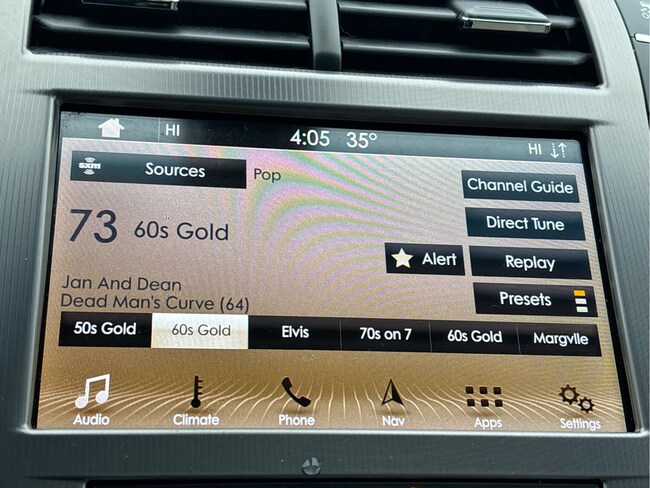 HI 4:05 35° HI
sxm Sources Pop
Channel Guide
73 60s Gold
Direct Tune
Alert Replay
Jan And Dean
Dead Man's Curve (64)
Presets
50s Gold 60s Gold Elvis 70s on 7 60s Gold Margvlle
Audio Climate Phone Nav Apps Settings